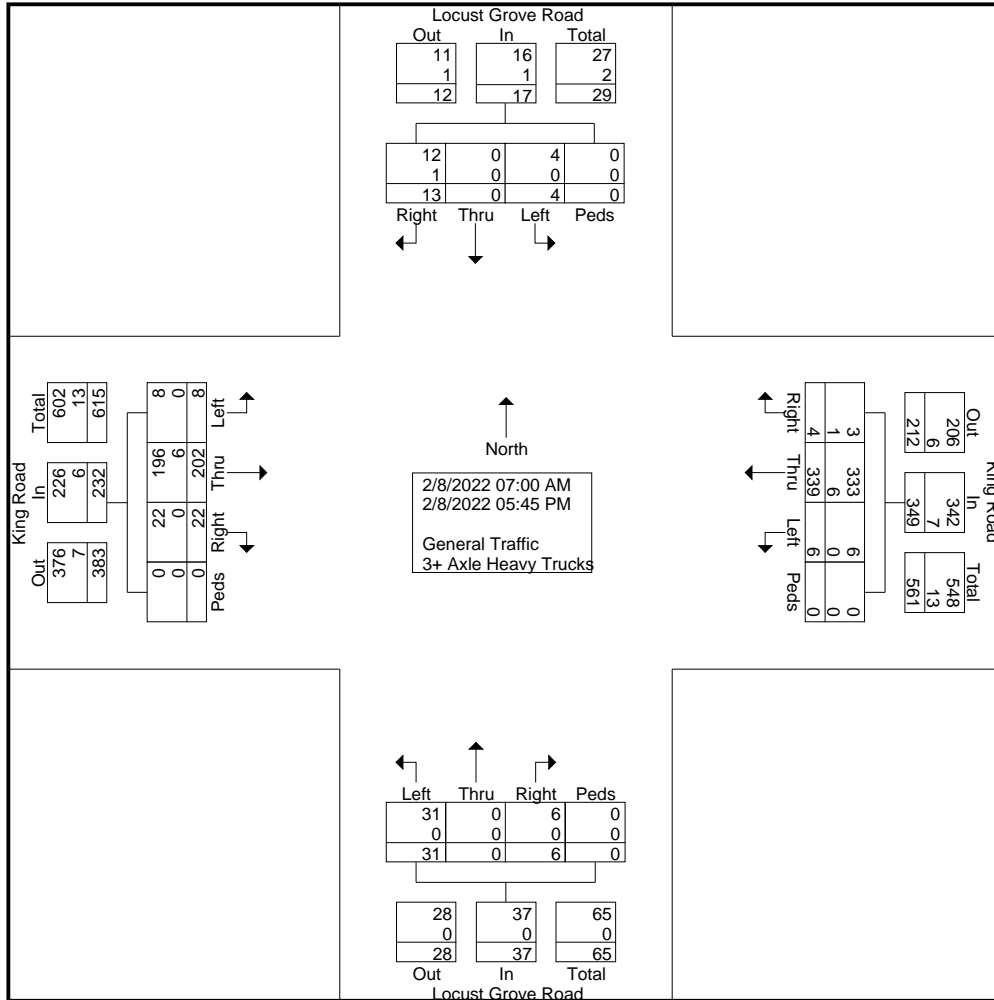 Locust Grove Road
Out In Total
11 16 27
1 1 2
12 17 29
12 0 4 0
1 0 0 0
13 0 4 0
Right Thru Left Peds
King Road
Total In Out
602 226 376
13 6 7
615 232 383
8 196 22 0
0 6 0 0
8 202 22 0
Left Thru Right Peds
North
2/8/2022 07:00 AM
2/8/2022 05:45 PM
General Traffic
3+ Axle Heavy Trucks
Right Thru Left Peds
3 333 6 0
1 6 0 0
4 339 6 0
Out In Total
206 342 548
6 7 13
212 349 561
King Road
Left Thru Right Peds
31 0 6 0
0 0 0 0
31 0 6 0
28 37 65
0 0 0
28 37 65
Out In Total
Locust Grove Road